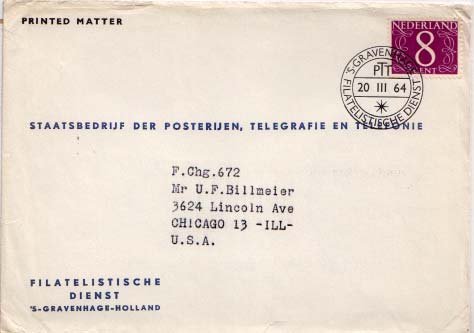 PRINTED MATTER
NEDERLAND
8
CENT
'S-GRAVENHAGE
PTT
20 III 64
FILATELISTISCHE DIENST
STAATSBEDRIJF DER POSTERIJEN, TELEGRAFIE EN TELEFONIE
F.Chg.672
Mr U.F.Billmeier
3624 Lincoln Ave
CHICAGO 13 -ILL-
U.S.A.
FILATELISTISCHE
DIENST
'S-GRAVENHAGE-HOLLAND